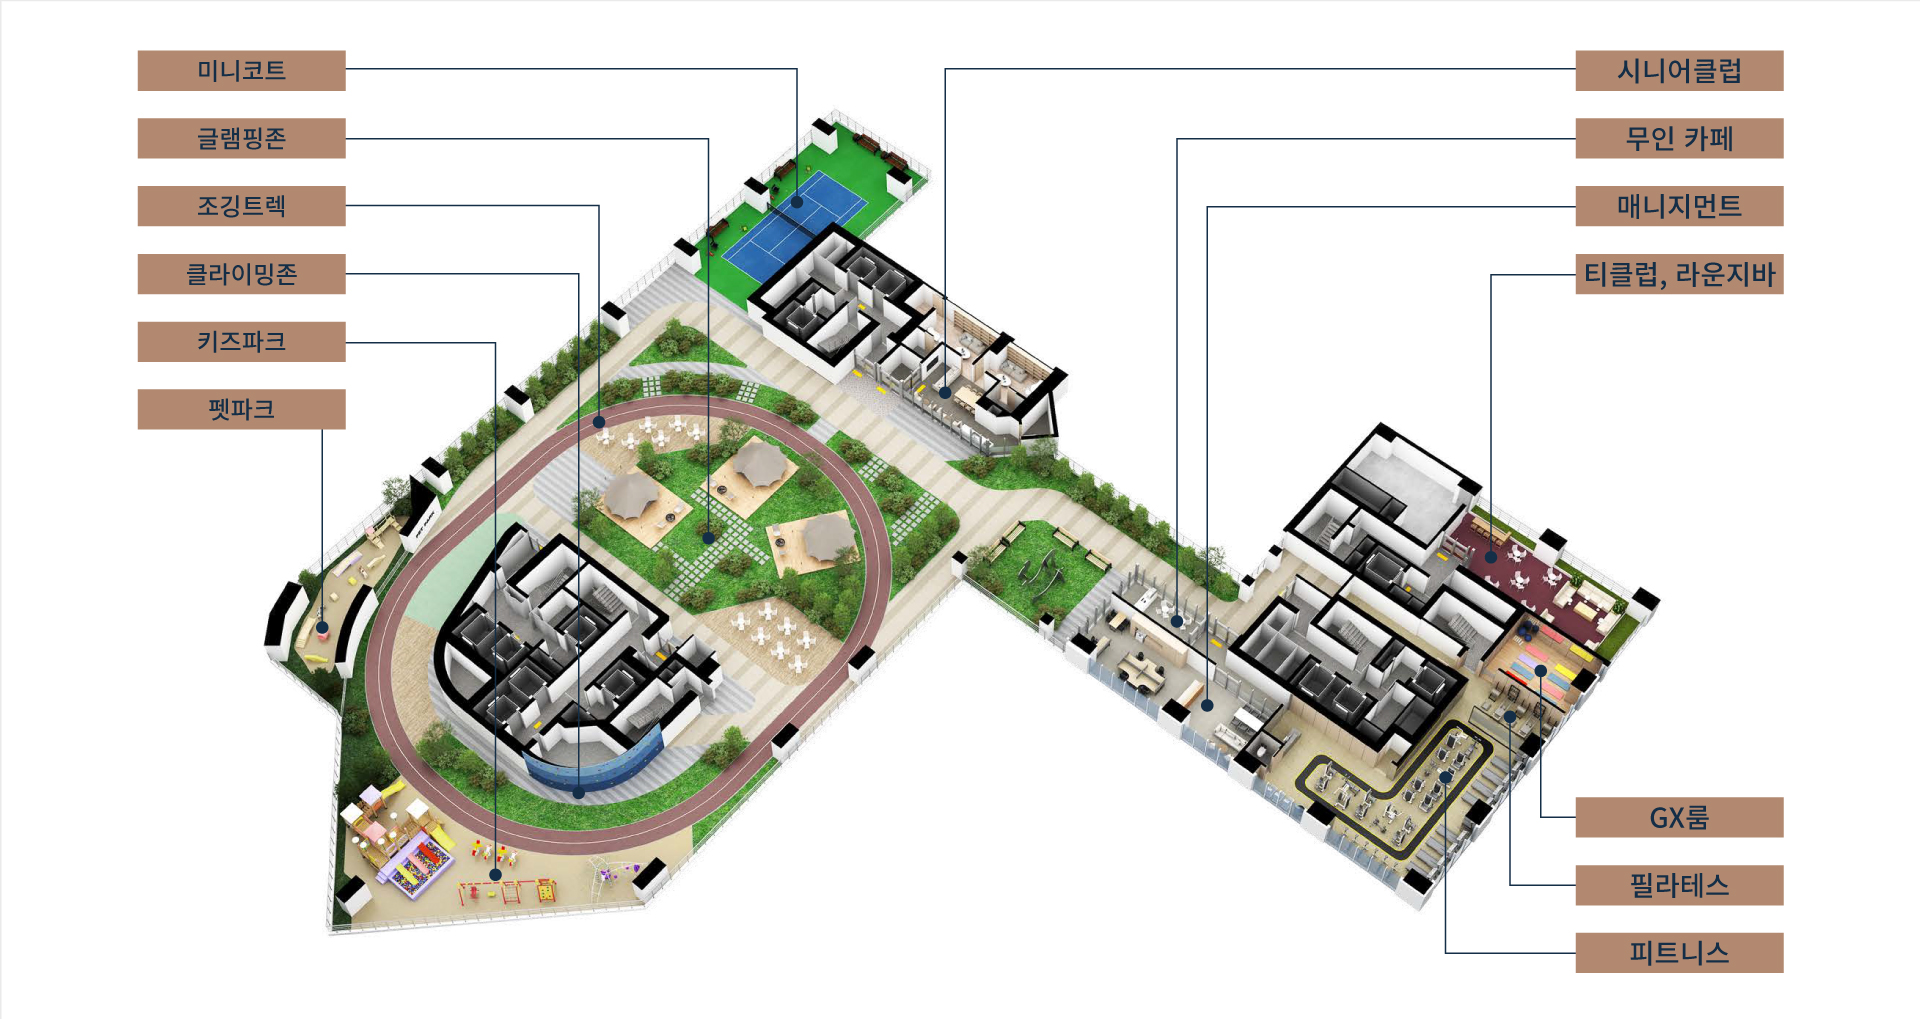 미니코트
글램핑존
조깅트렉
클라이밍존
키즈파크
펫파크
시니어클럽
무인 카페
매니지먼트
티클럽, 라운지바
GX룸
필라테스
피트니스
PET PARK